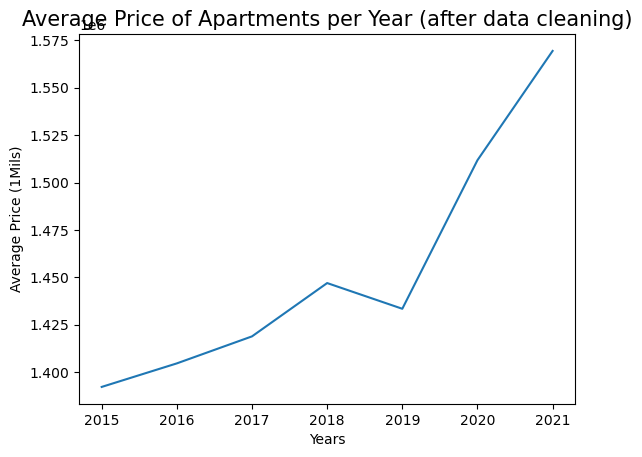 Average Price of Apartments per Year (after data cleaning)
1e6
1.575
1.550
1.525
1.500
1.475
1.450
1.425
1.400
Average Price (1Mils)
2015 2016 2017 2018 2019 2020 2021
Years